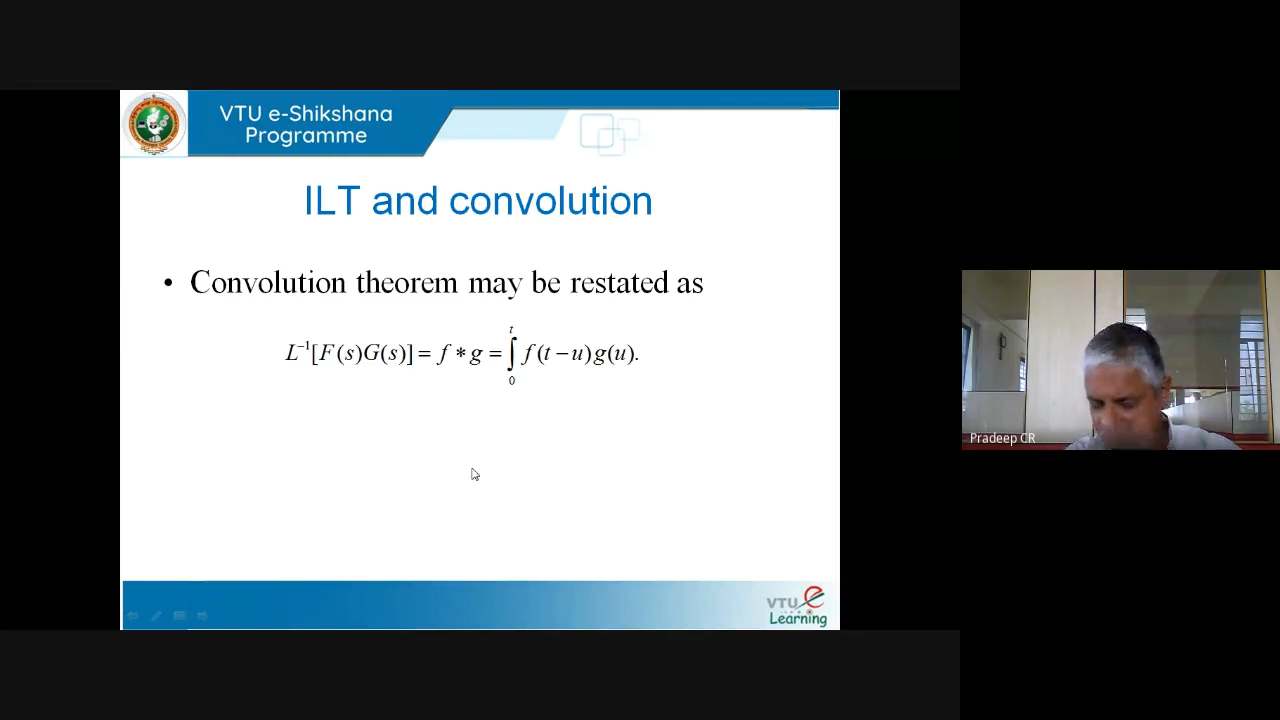 VTU e-Shikshana
Programme
ILT and convolution
• Convolution theorem may be restated as
L⁻¹[F(s)G(s)] = f * g = ∫₀ᵗ f(t − u)g(u).
Pradeep CR
VTU e
Learning